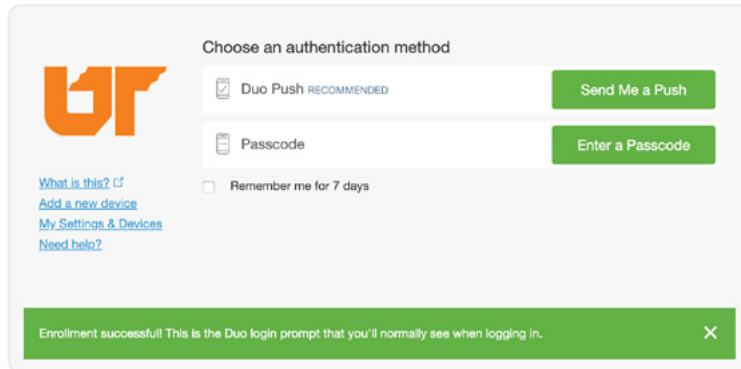 Choose an authentication method
UT
Duo Push RECOMMENDED
Send Me a Push
Passcode
Enter a Passcode
Remember me for 7 days
What is this?
Add a new device
My Settings & Devices
Need help?
Enrollment successful! This is the Duo login prompt that you'll normally see when logging in.